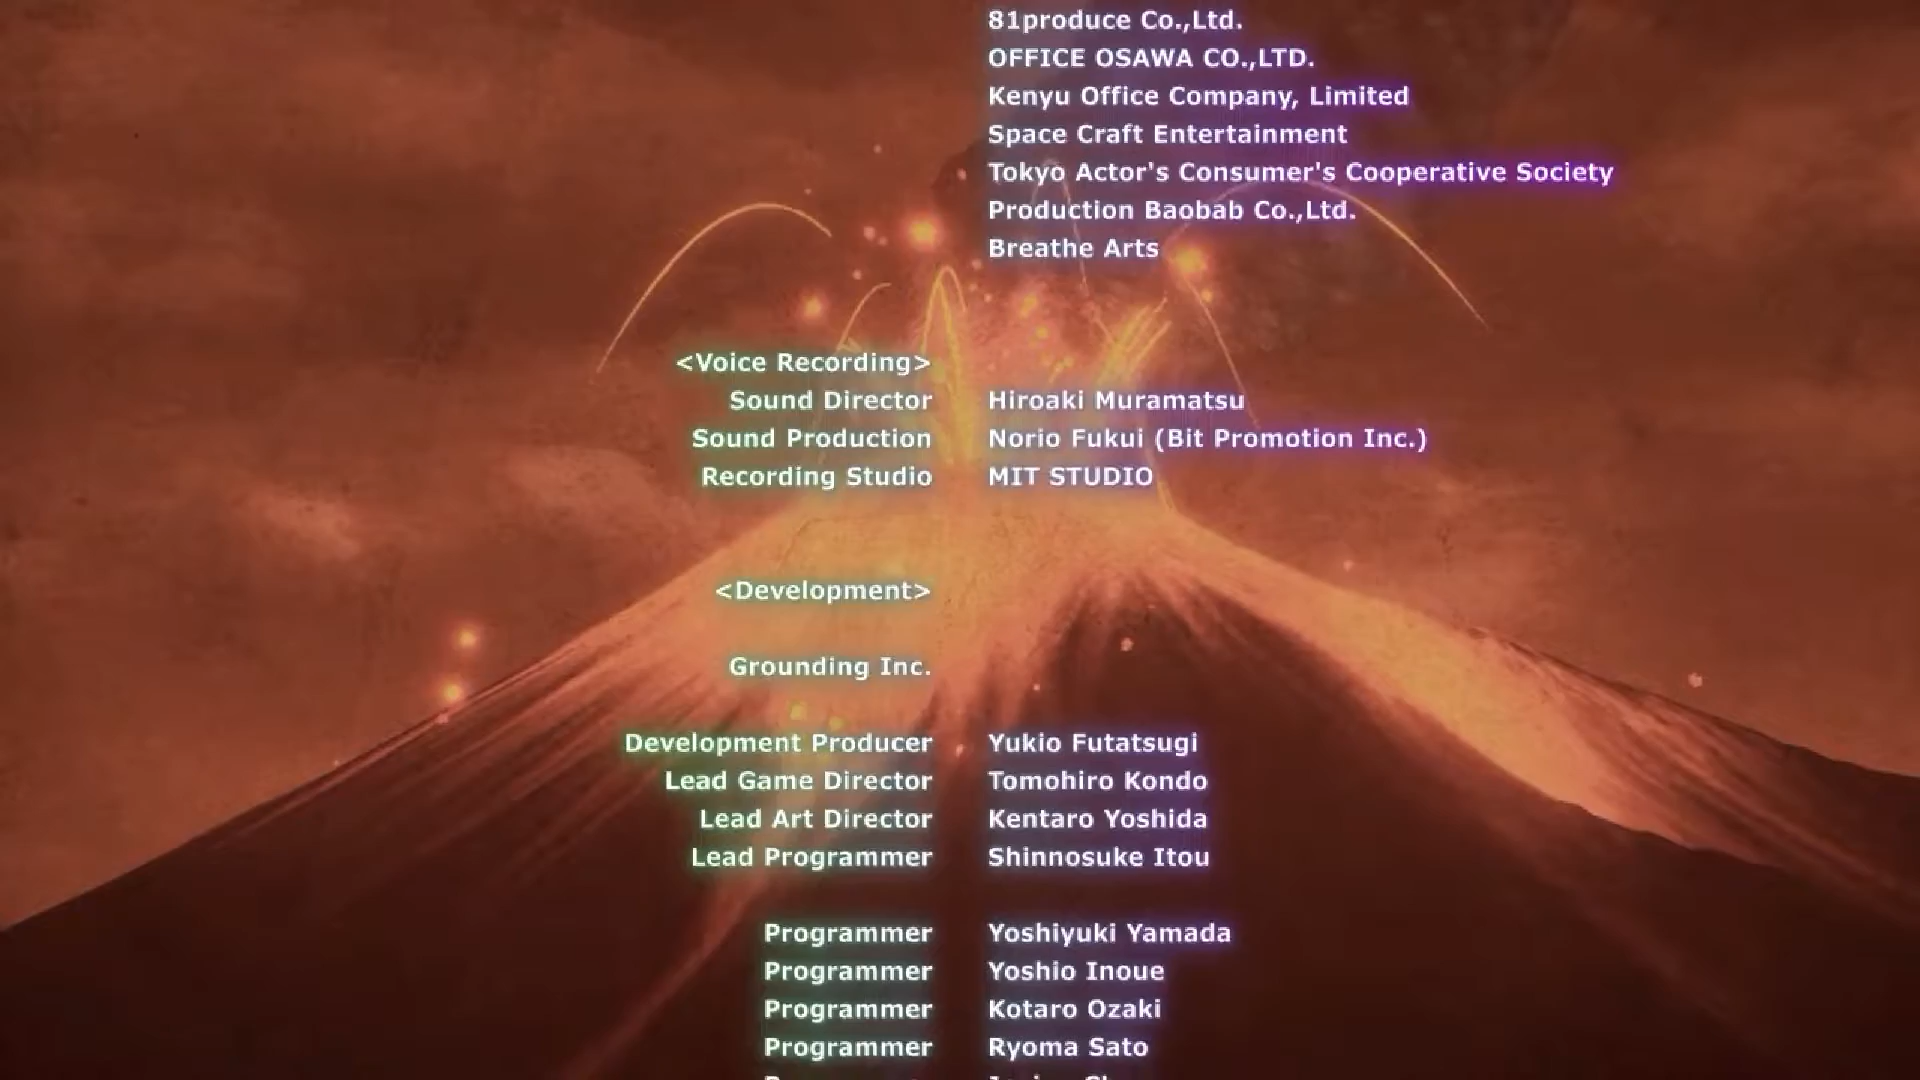 81produce Co.,Ltd.
OFFICE OSAWA CO.,LTD.
Kenyu Office Company, Limited
Space Craft Entertainment
Tokyo Actor's Consumer's Cooperative Society
Production Baobab Co.,Ltd.
Breathe Arts
<Voice Recording>
Sound Director Hiroaki Muramatsu
Sound Production Norio Fukui (Bit Promotion Inc.)
Recording Studio MIT STUDIO
<Development>
Grounding Inc.
Development Producer Yukio Futatsugi
Lead Game Director Tomohiro Kondo
Lead Art Director Kentaro Yoshida
Lead Programmer Shinnosuke Itou
Programmer Yoshiyuki Yamada
Programmer Yoshio Inoue
Programmer Kotaro Ozaki
Programmer Ryoma Sato